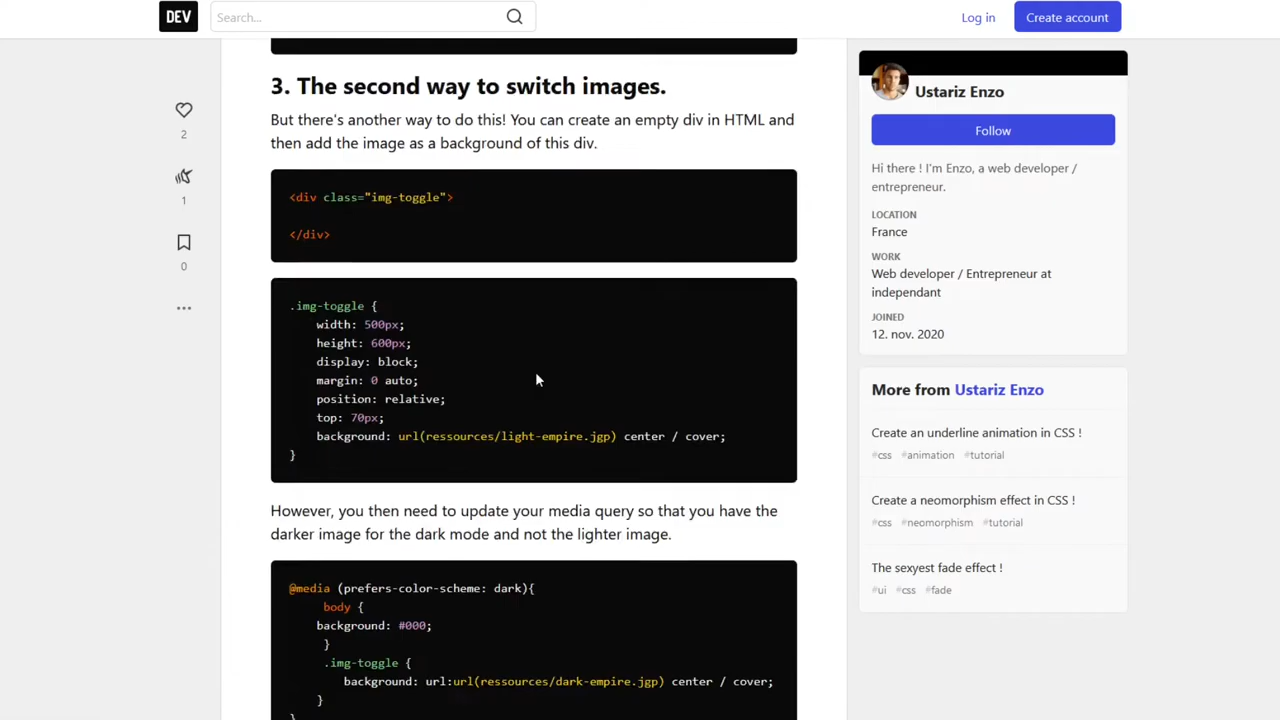 DEV
Search...
Log in
Create account
3. The second way to switch images.
But there's another way to do this! You can create an empty div in HTML and
then add the image as a background of this div.
<div class="img-toggle">
</div>
.img-toggle {
width: 500px;
height: 600px;
display: block;
margin: 0 auto;
position: relative;
top: 70px;
background: url(ressources/light-empire.jgp) center / cover;
}
However, you then need to update your media query so that you have the
darker image for the dark mode and not the lighter image.
@media (prefers-color-scheme: dark){
body {
background: #000;
}
.img-toggle {
background: url:url(ressources/dark-empire.jgp) center / cover;
}
}
2
1
0
Ustariz Enzo
Follow
Hi there ! I'm Enzo, a web developer /
entrepreneur.
LOCATION
France
WORK
Web developer / Entrepreneur at
independant
JOINED
12. nov. 2020
More from Ustariz Enzo
Create an underline animation in CSS !
#css #animation #tutorial
Create a neomorphism effect in CSS !
#css #neomorphism #tutorial
The sexyest fade effect !
#ui #css #fade